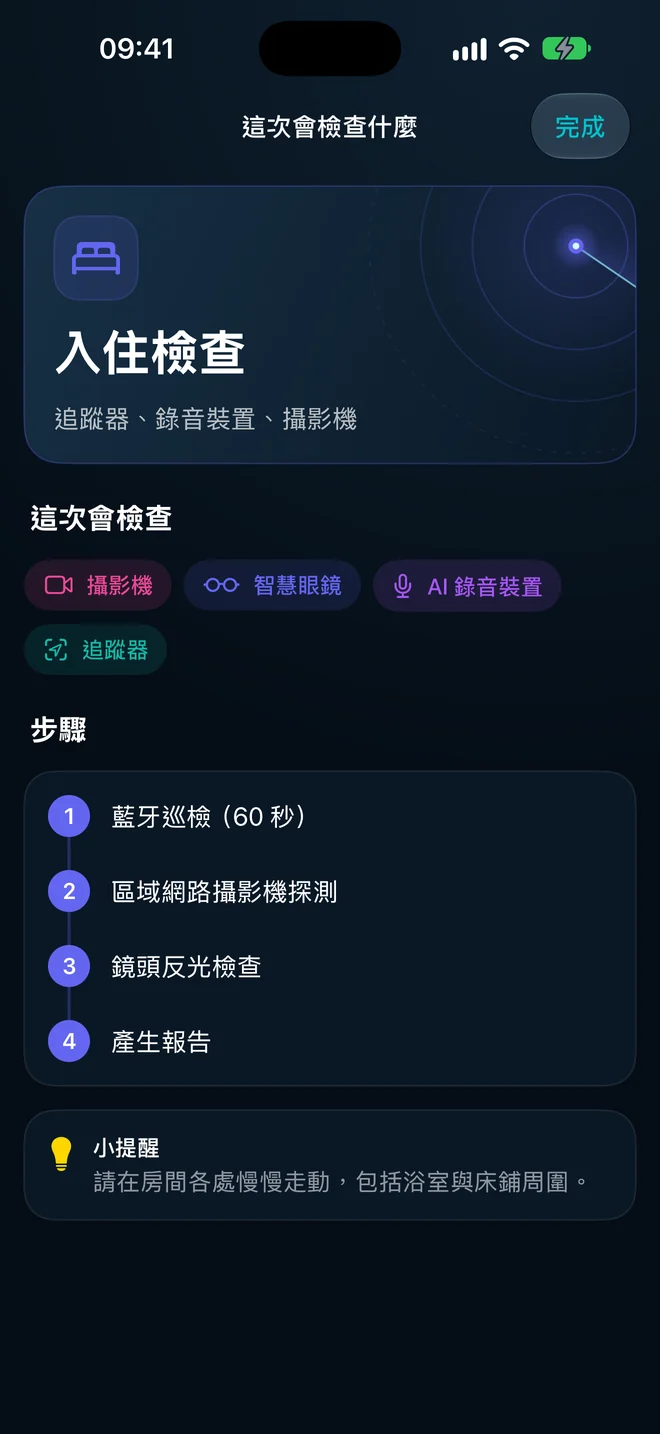 09:41
這次會檢查什麼
完成
入住檢查
追蹤器、錄音裝置、攝影機
這次會檢查
攝影機
智慧眼鏡
AI 錄音裝置
追蹤器
步驟
1 藍牙巡檢（60 秒）
2 區域網路攝影機探測
3 鏡頭反光檢查
4 產生報告
小提醒
請在房間各處慢慢走動，包括浴室與床鋪周圍。